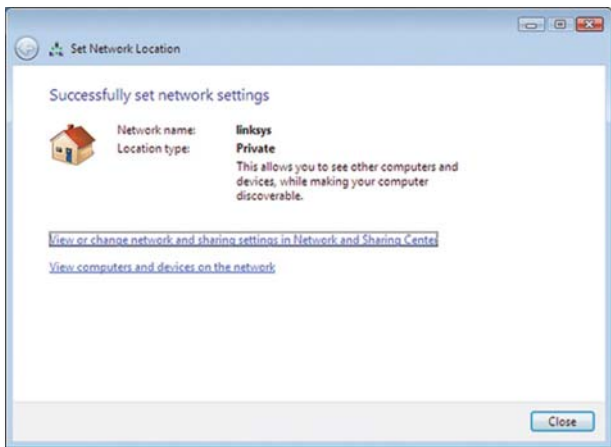 Set Network Location
Successfully set network settings
Network name: linksys
Location type: Private
This allows you to see other computers and
devices, while making your computer
discoverable.
View or change network and sharing settings in Network and Sharing Center
View computers and devices on the network
Close